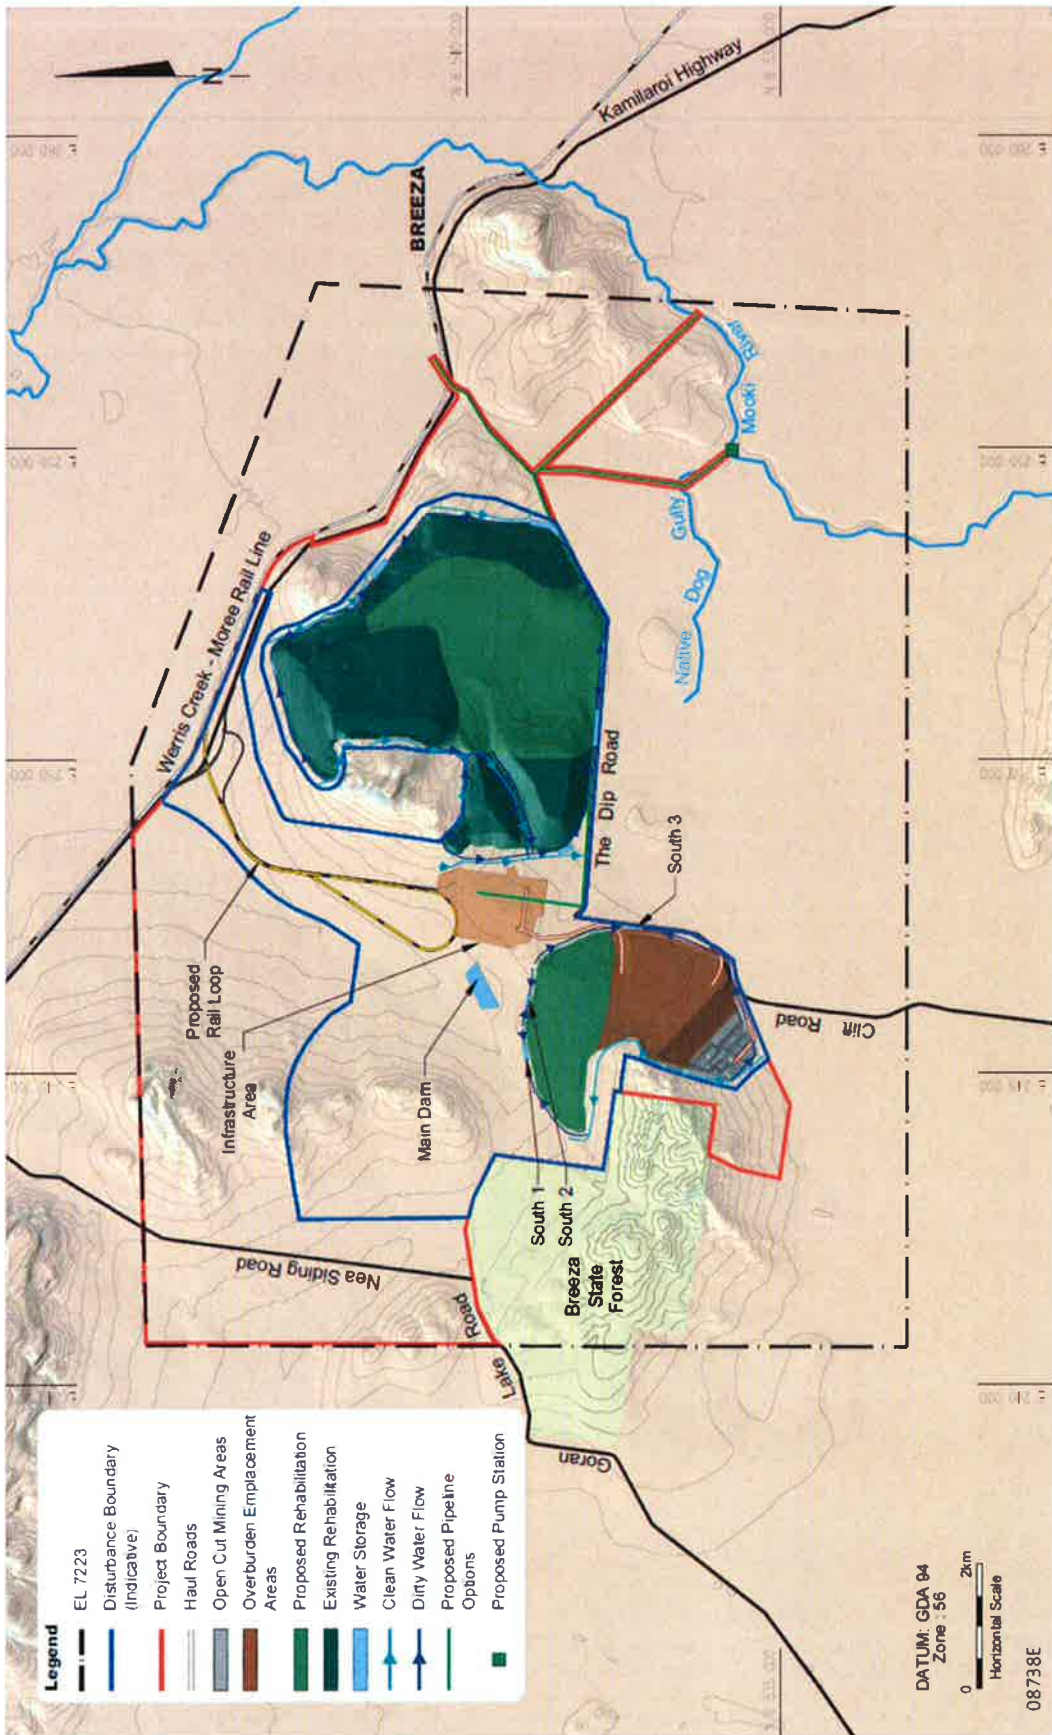 Legend
EL 7223
Disturbance Boundary
(Indicative)
Project Boundary
Haul Roads
Open Cut Mining Areas
Overburden Emplacement
Areas
Proposed Rehabilitation
Existing Rehabilitation
Water Storage
Clean Water Flow
Dirty Water Flow
Proposed Pipeline
Options
Proposed Pump Station
N
Kamilaroi Highway
BREEZA
Werris Creek - Moree Rail Line
Mooki River
Native Dog Gully
The Dip Road
South 3
Proposed
Rail Loop
Infrastructure
Area
Main Dam
South 1
South 2
Breeza
State
Forest
Clift Road
Nea Siding Road
Goran Lake Road
DATUM: GDA 94
Zone : 56
0 2km
Horizontal Scale
08738E